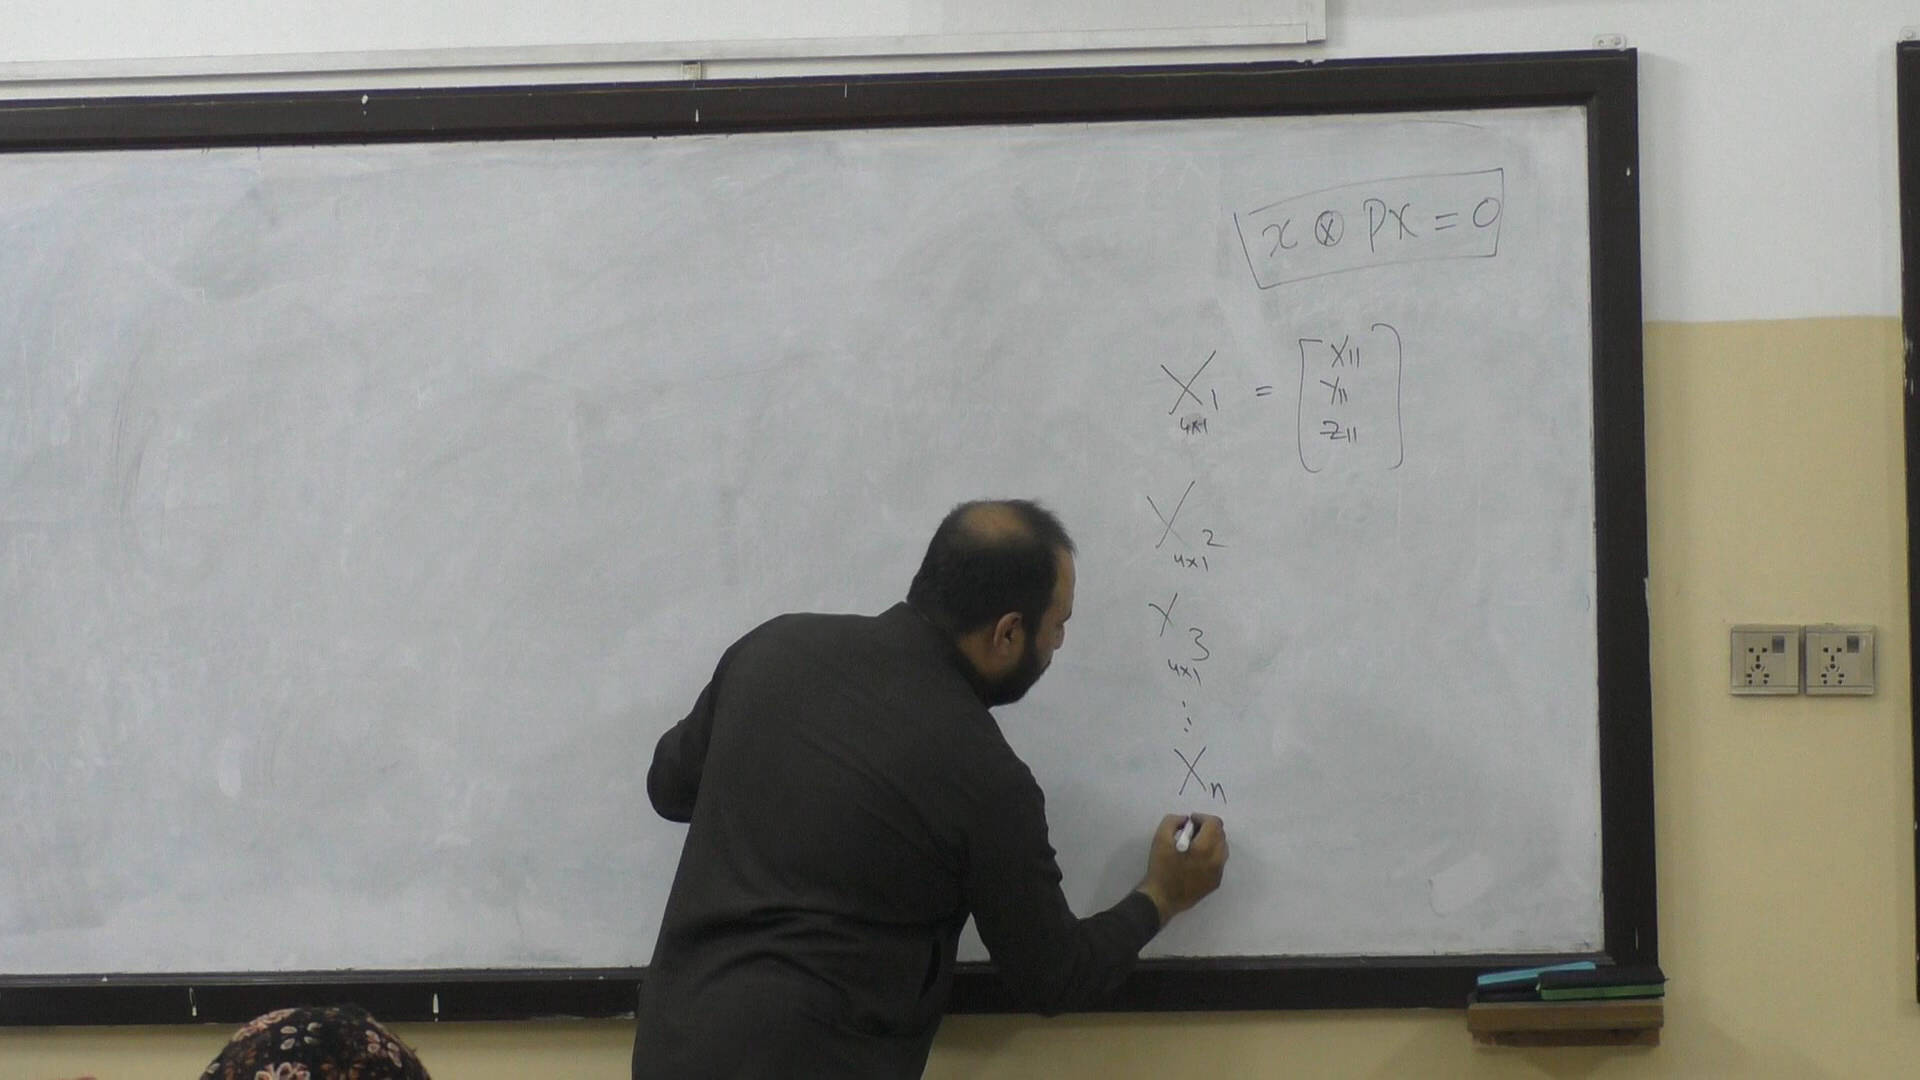 x ⊗ PX = 0
X₁ = [X₁₁
Y₁₁
Z₁₁]
4x1
X₂
4x1
X₃
4x1
⋮
Xₙ